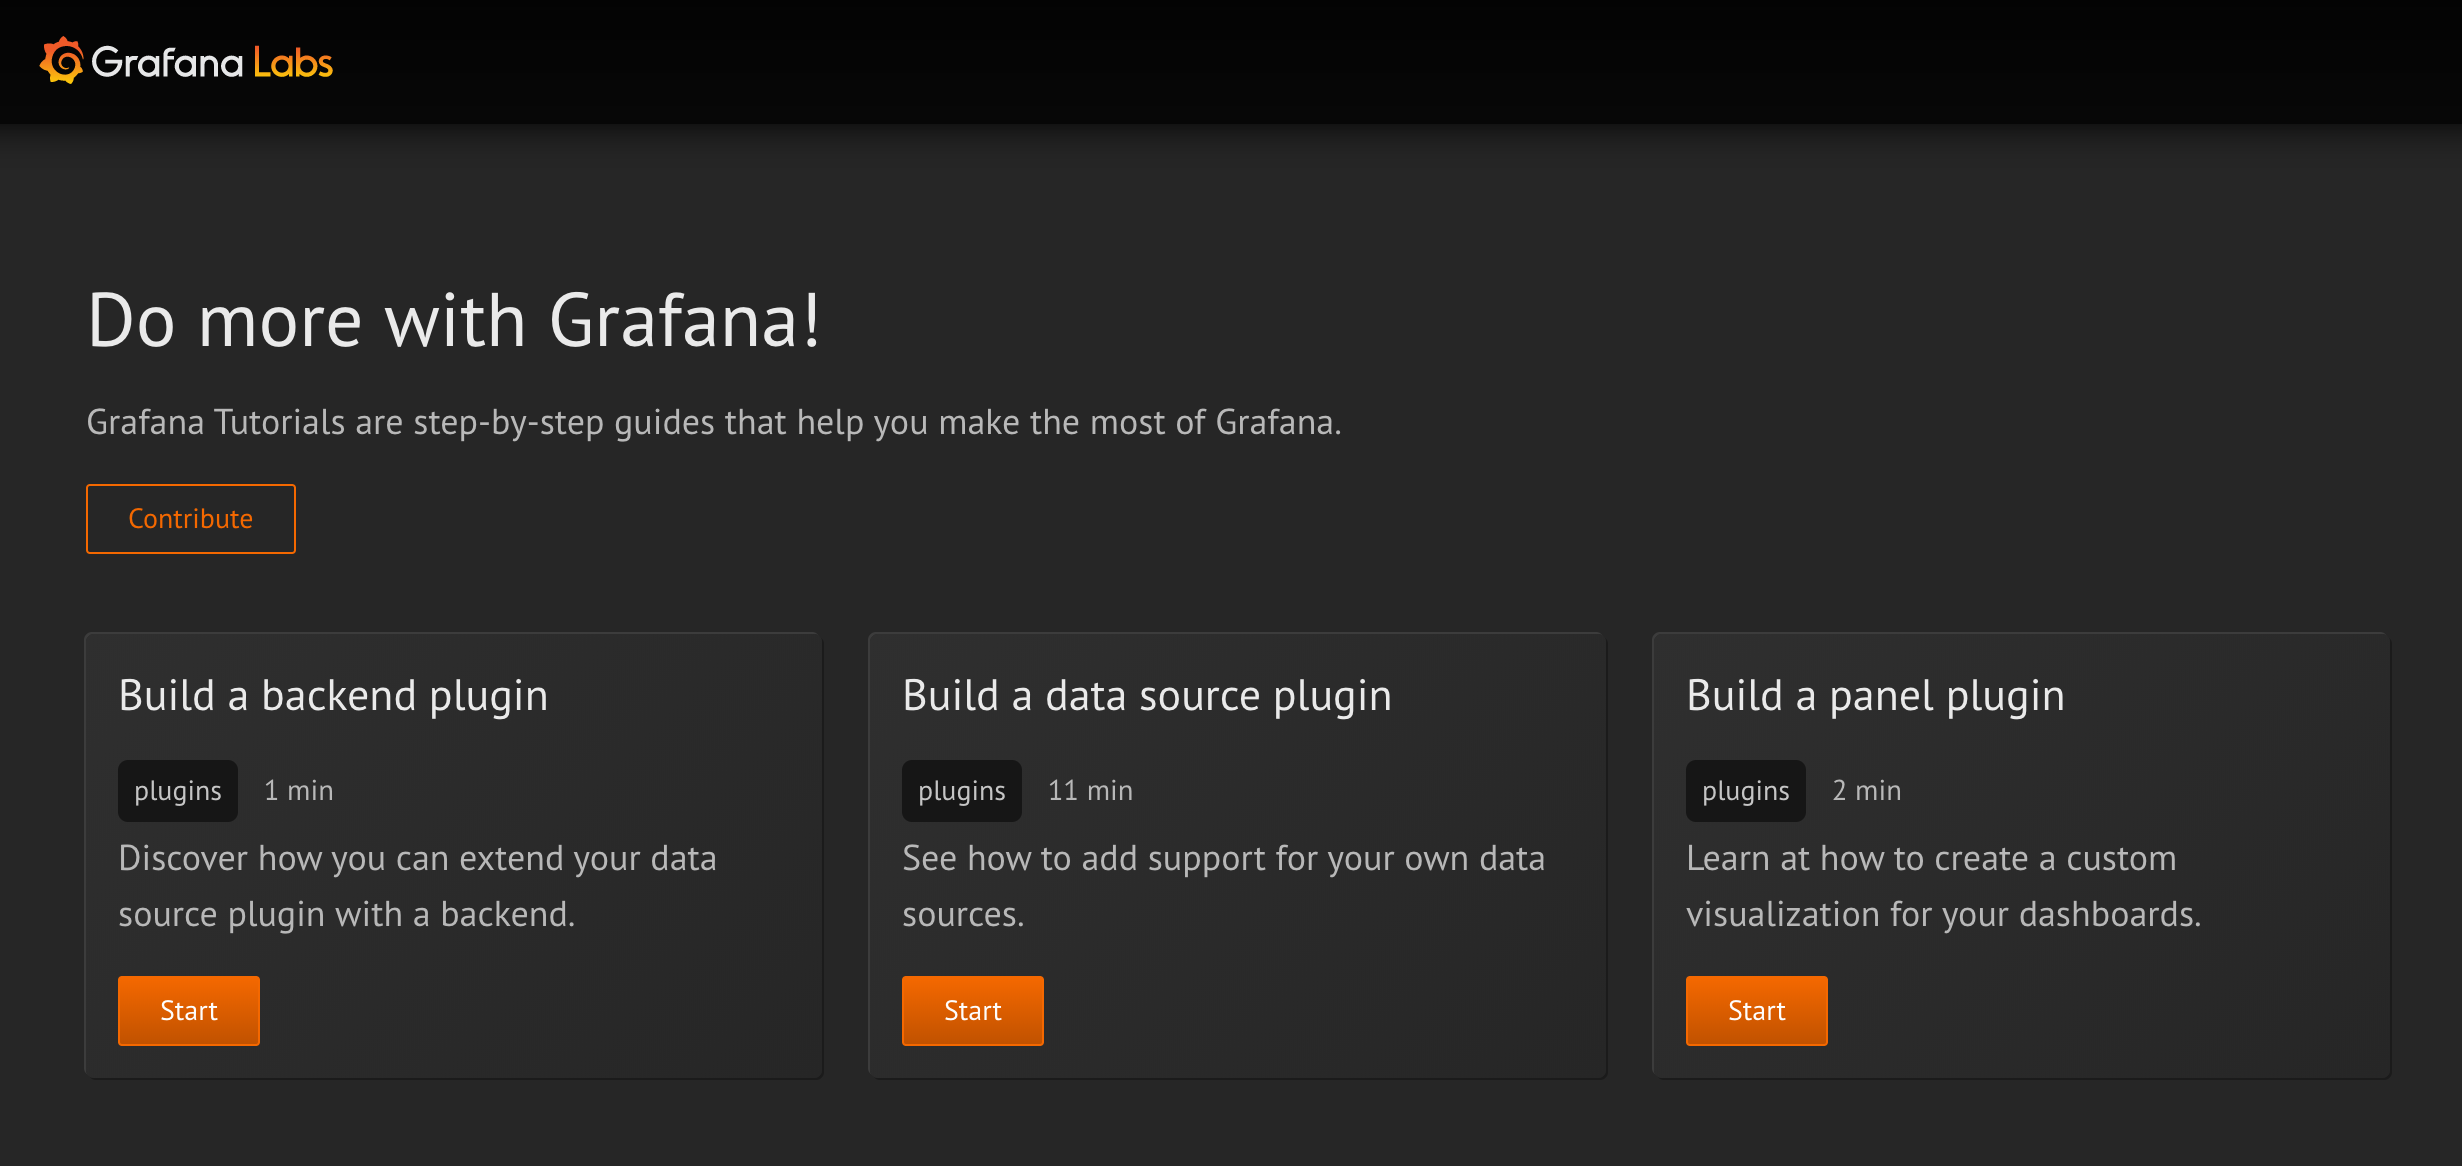 Grafana Labs
Do more with Grafana!
Grafana Tutorials are step-by-step guides that help you make the most of Grafana.
Contribute
Build a backend plugin
plugins 1 min
Discover how you can extend your data
source plugin with a backend.
Start
Build a data source plugin
plugins 11 min
See how to add support for your own data
sources.
Start
Build a panel plugin
plugins 2 min
Learn at how to create a custom
visualization for your dashboards.
Start